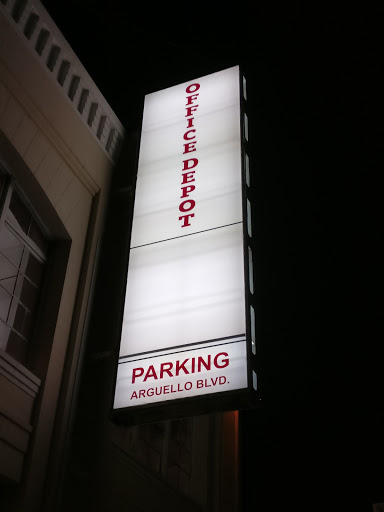 OFFICE DEPOT
PARKING
ARGUELLO BLVD.